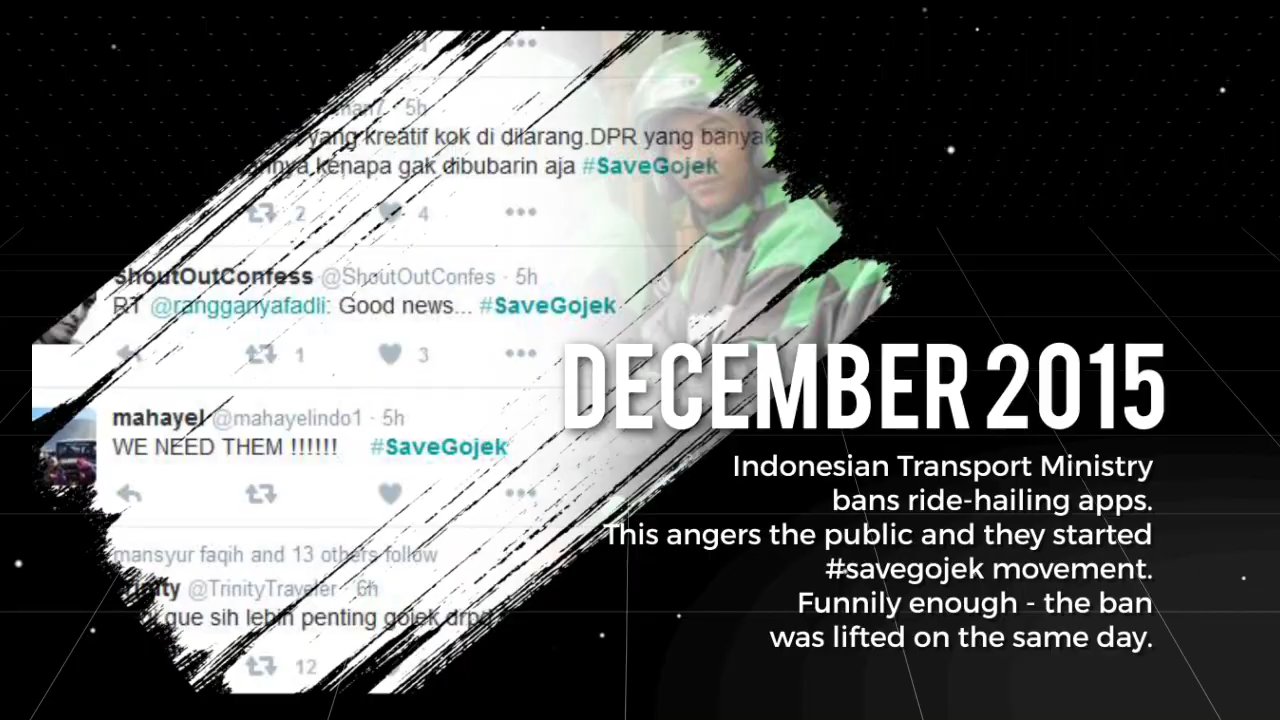 5h
yang kreatif kok di dilarang.DPR yang banyak
kenapa gak dibubarin aja #SaveGojek
2 4
ShoutOutConfess @ShoutOutConfes · 5h
RT @rangganyafadli: Good news... #SaveGojek
1 3
mahayel @mahayelindo1 · 5h
WE NEED THEM !!!!!! #SaveGojek
mansyur faqih and 13 others follow
Trinity @TrinityTraveler · 6h
gue sih lebih penting gojek drpd
12
DECEMBER 2015
Indonesian Transport Ministry
bans ride-hailing apps.
This angers the public and they started
#savegojek movement.
Funnily enough - the ban
was lifted on the same day.